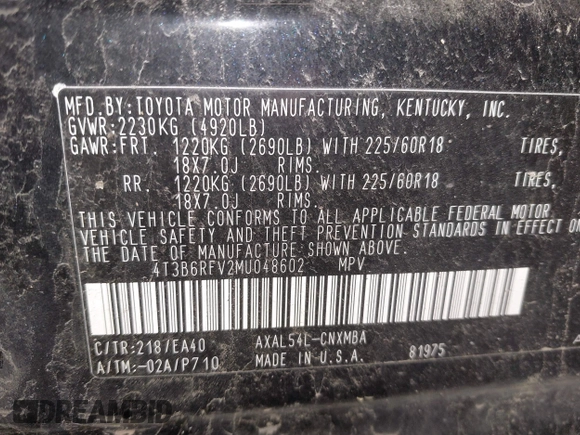 MFD.BY:TOYOTA MOTOR MANUFACTURING, KENTUCKY, INC.
GVWR:2230KG (4920LB)
GAWR:FRT. 1220KG (2690LB) WITH 225/60R18 TIRES,
18X7.0J RIMS.
RR. 1220KG (2690LB) WITH 225/60R18 TIRES,
18X7.0J RIMS.
THIS VEHICLE CONFORMS TO ALL APPLICABLE FEDERAL MOTOR
VEHICLE SAFETY AND THEFT PREVENTION STANDARDS IN EFFECT O
THE DATE OF MANUFACTURE SHOWN ABOVE.
4T3B6RFV2MU048602 MPV
C/TR:218/EA40 AXAL54L-CNXMBA
A/TM:-02A/P710 MADE IN U.S.A. 81975
DREAMBID